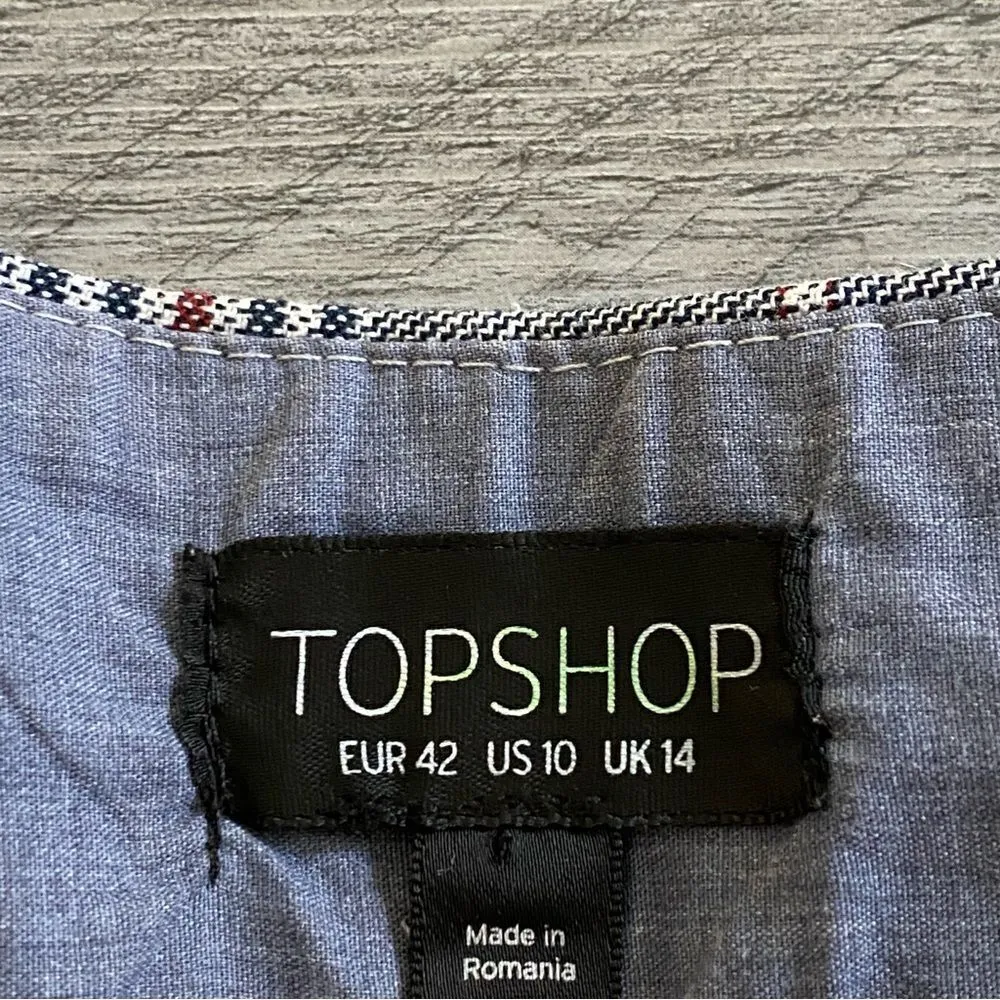 TOPSHOP
EUR 42 US 10 UK 14
Made in
Romania